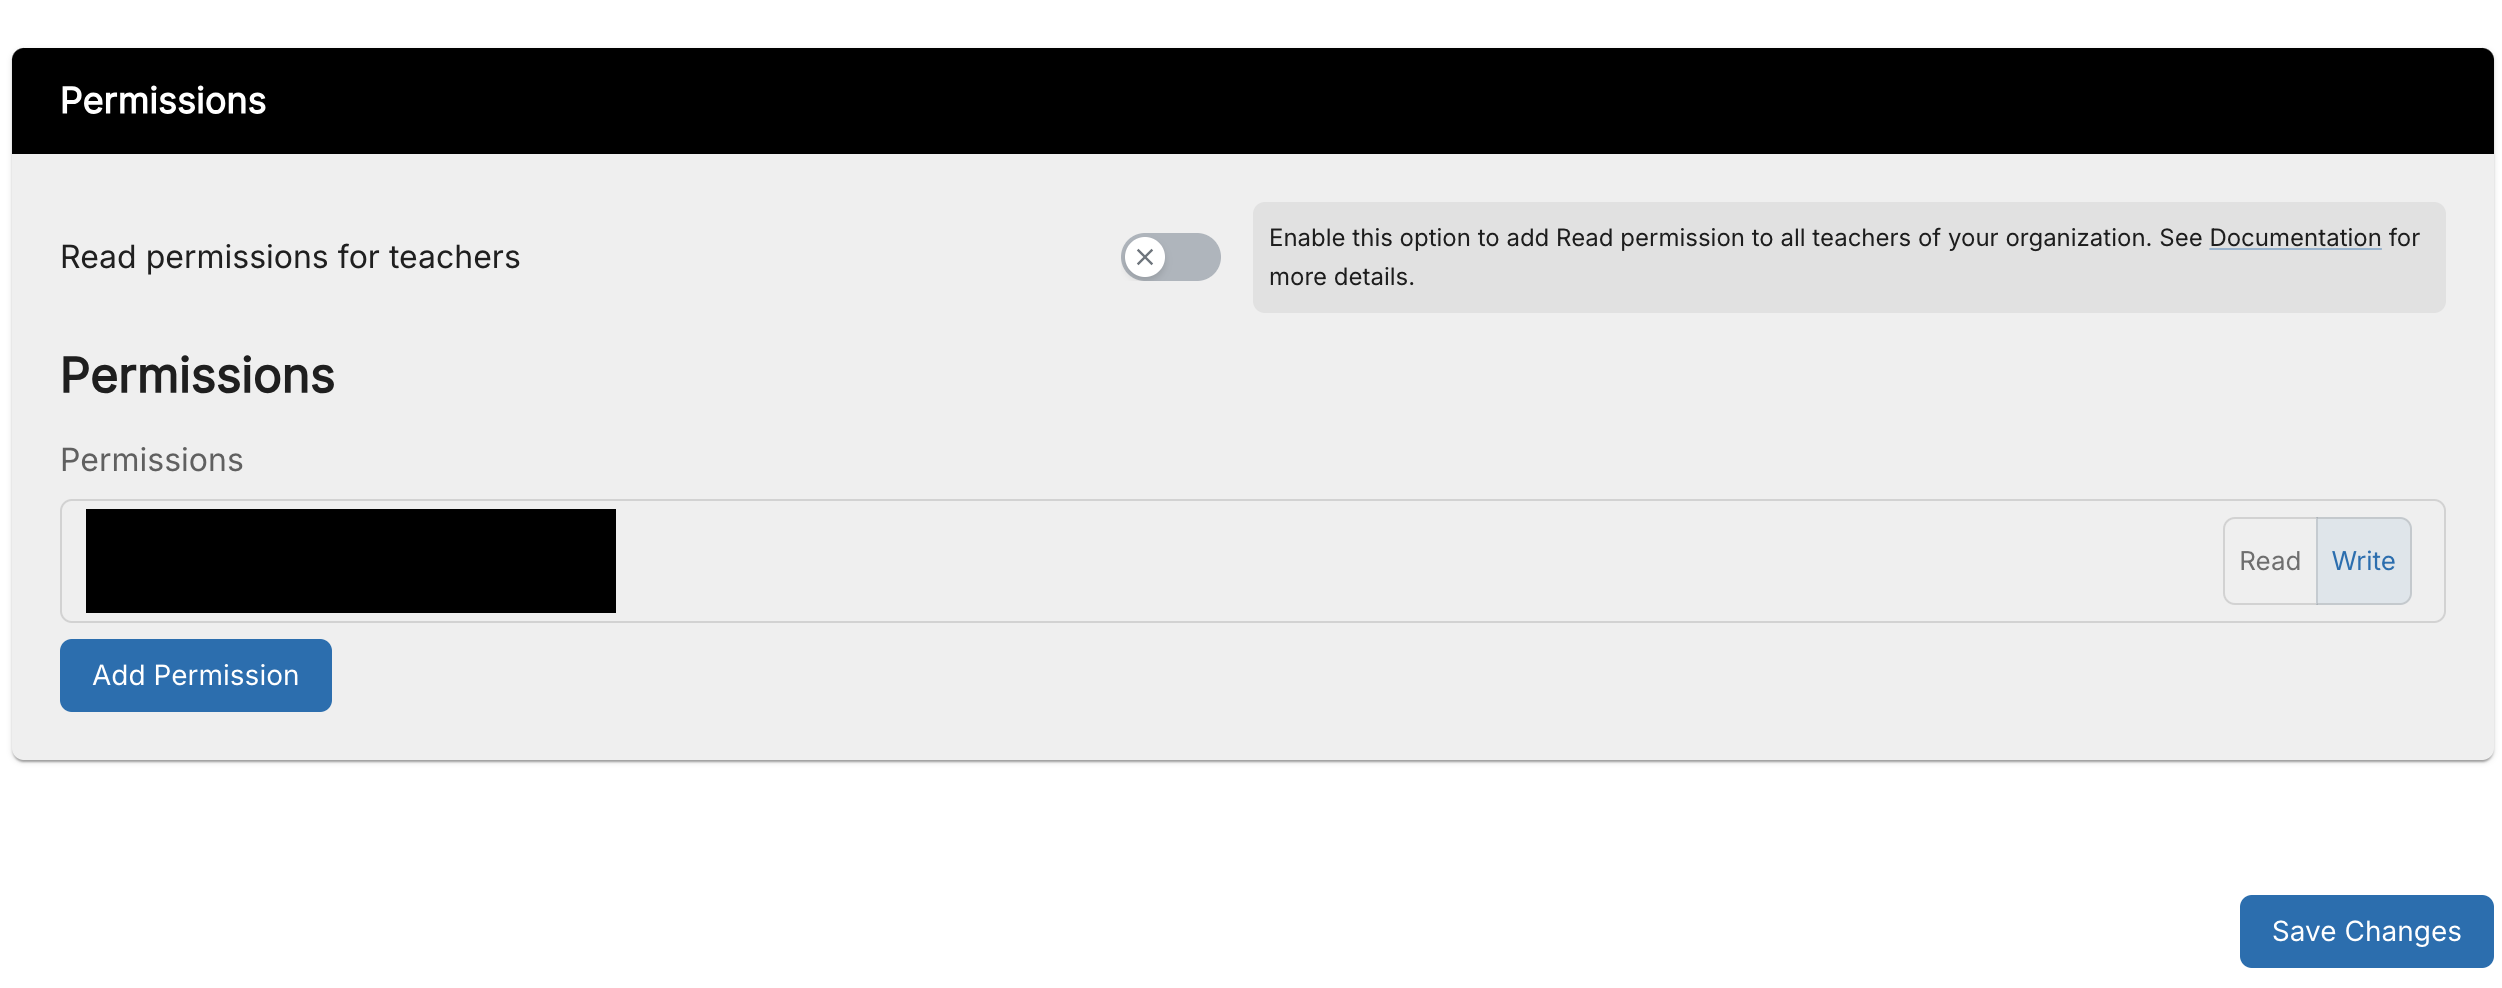 Permissions
Read permissions for teachers
Enable this option to add Read permission to all teachers of your organization. See Documentation for
more details.
Permissions
Permissions
Read Write
Add Permission
Save Changes